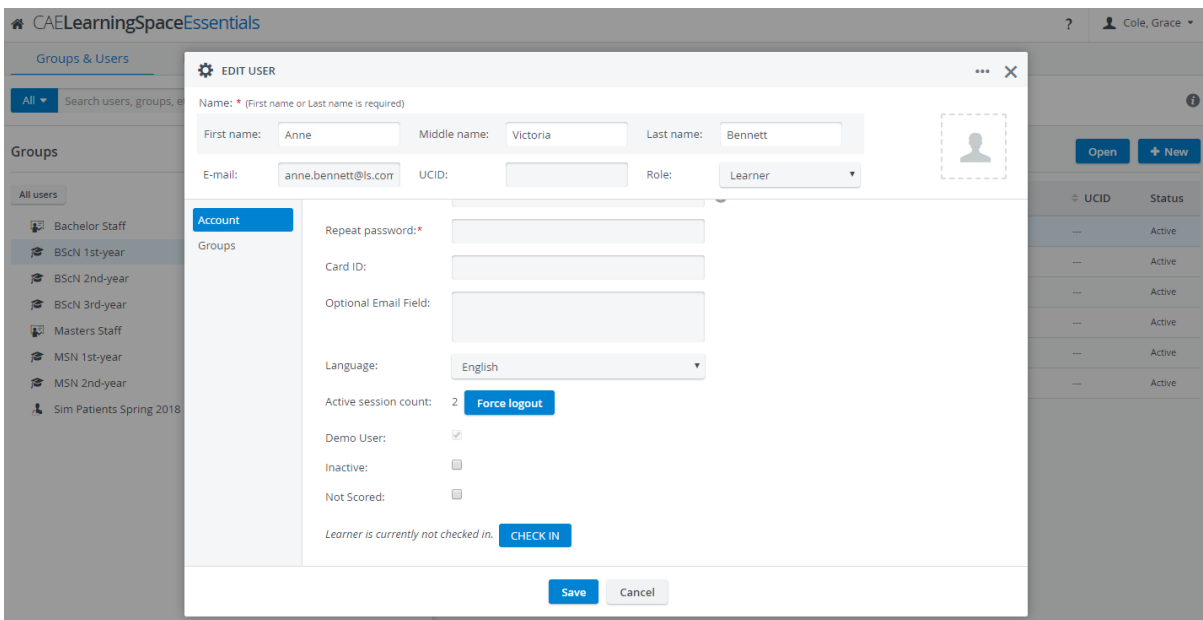 CAELearningSpaceEssentials ? Cole, Grace
Groups & Users
EDIT USER
All Search users, groups, e
Name: * (First name or Last name is required)
First name: Anne Middle name: Victoria Last name: Bennett
Groups Open + New
E-mail: anne.bennett@ls.com UCID: Role: Learner
All users UCID Status
Account
Bachelor Staff Repeat password:* --- Active
Groups
BScN 1st-year Card ID: --- Active
BScN 2nd-year --- Active
BScN 3rd-year Optional Email Field:
Masters Staff --- Active
MSN 1st-year Language: English --- Active
MSN 2nd-year --- Active
Sim Patients Spring 2018 Active session count: 2 Force logout
Demo User:
Inactive:
Not Scored:
Learner is currently not checked in. CHECK IN
Save Cancel